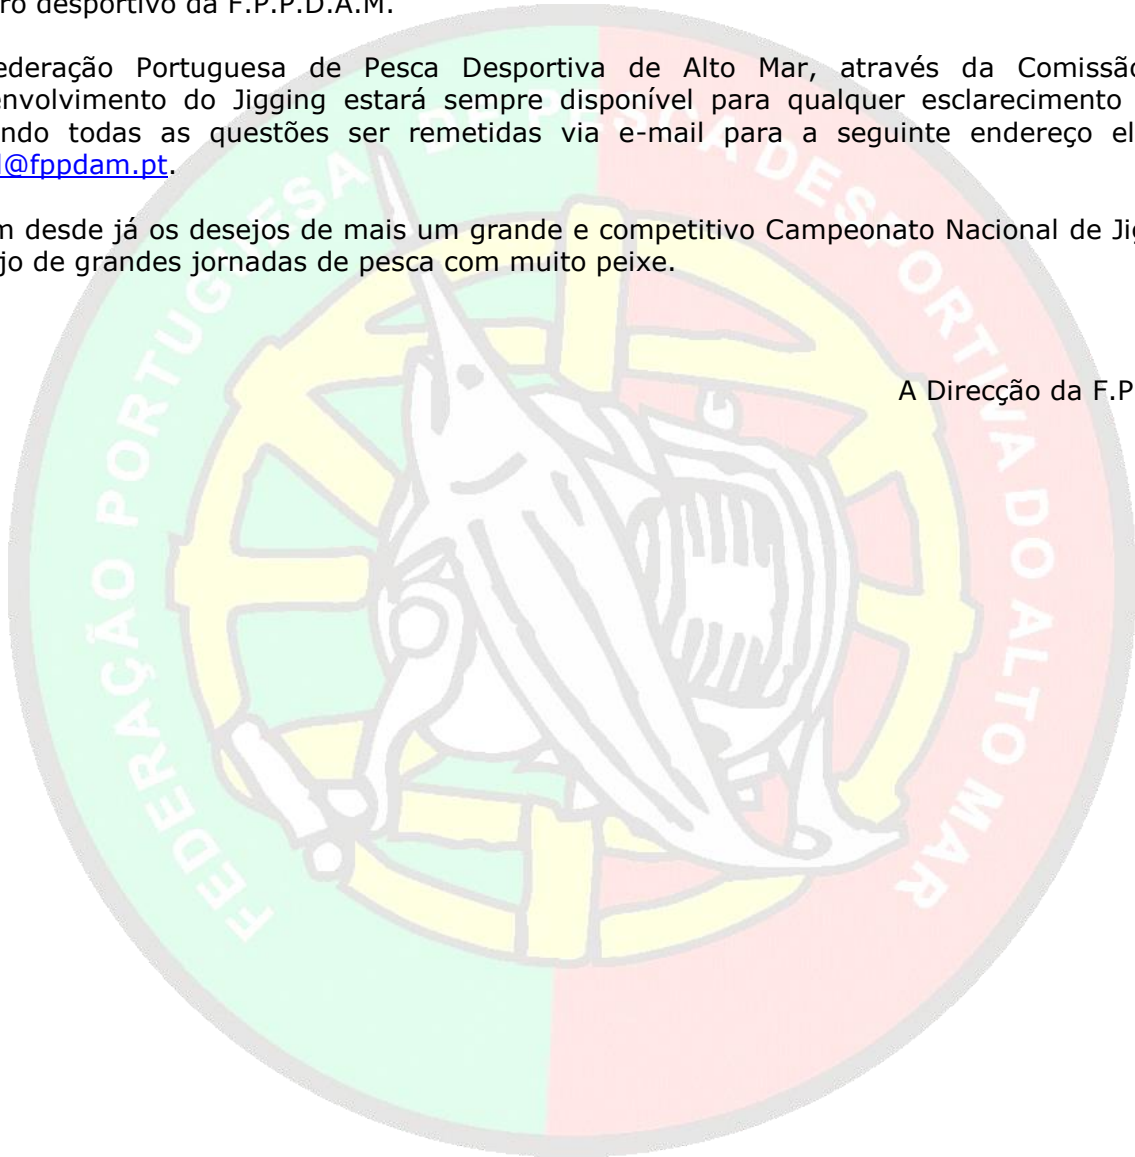 ro desportivo da F.P.P.D.A.M.
ederação Portuguesa de Pesca Desportiva de Alto Mar, através da Comissão
envolvimento do Jigging estará sempre disponível para qualquer esclarecimento
ndo todas as questões ser remetidas via e-mail para a seguinte endereço el
l@fppdam.pt.
m desde já os desejos de mais um grande e competitivo Campeonato Nacional de Jig
jo de grandes jornadas de pesca com muito peixe.
A Direcção da F.P
FEDERAÇÃO PORTUGUESA DE PESCA DESPORTIVA DO ALTO MAR